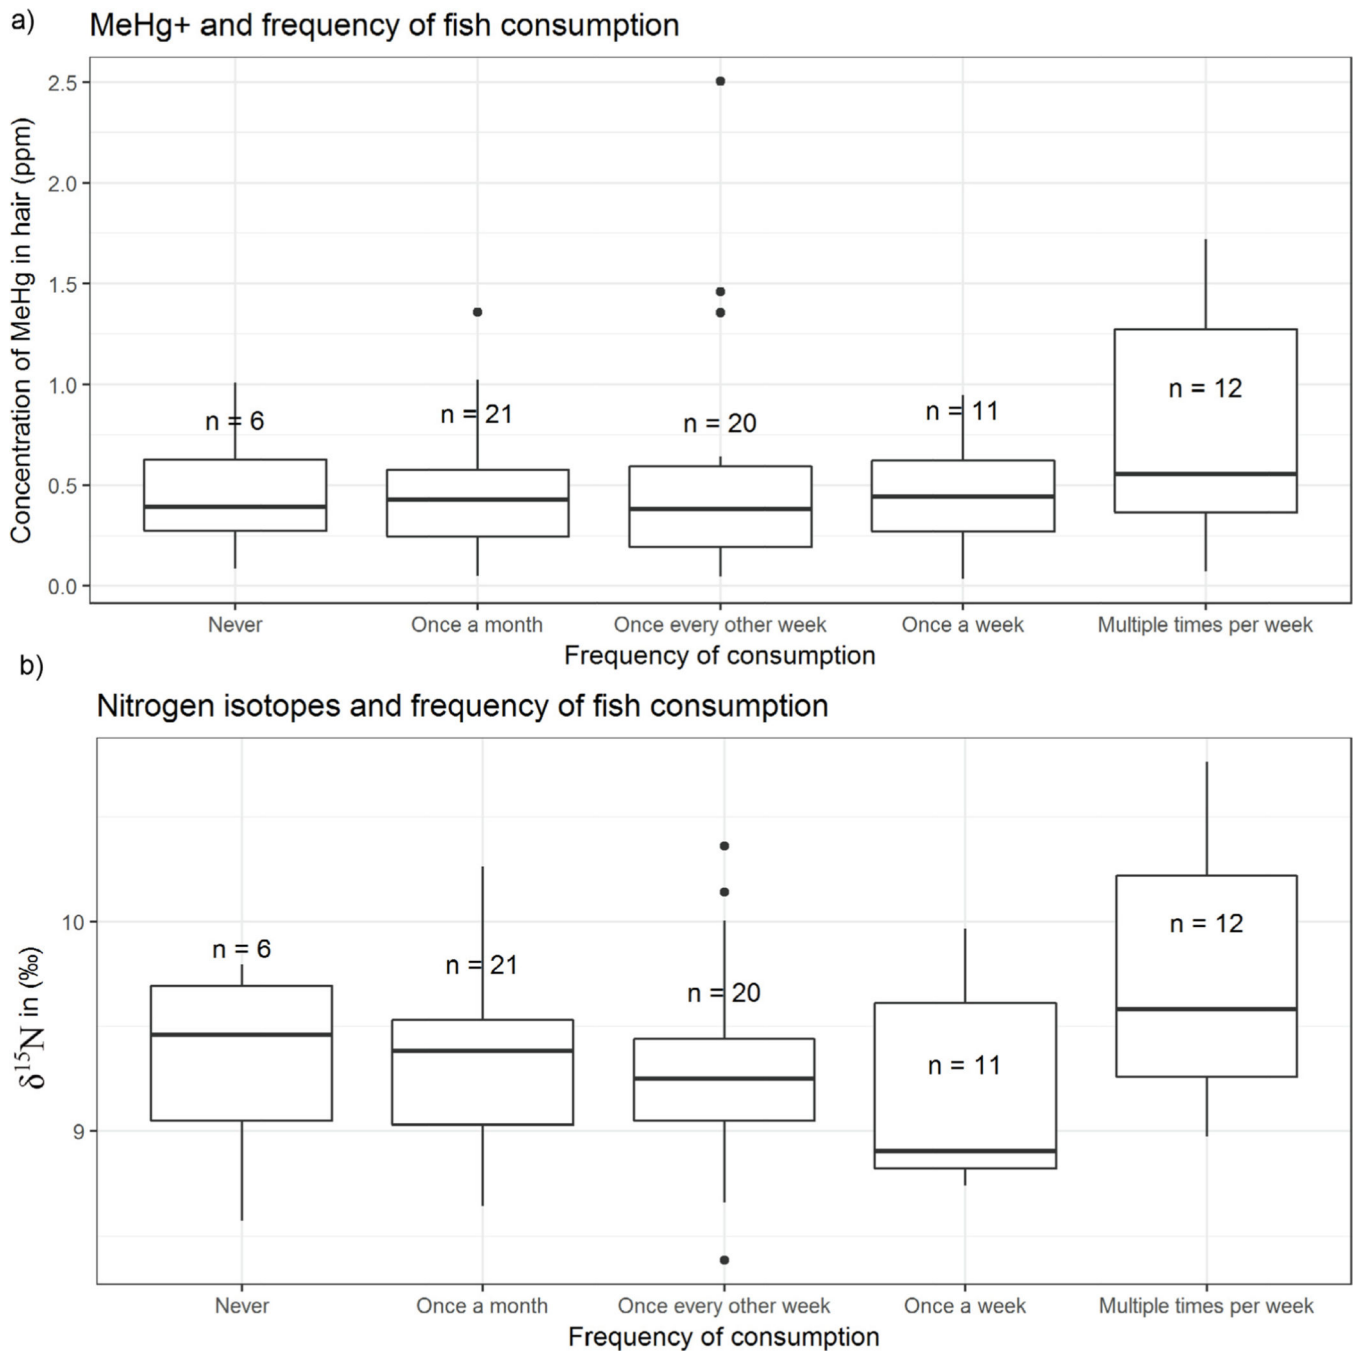 a)
MeHg+ and frequency of fish consumption
Concentration of MeHg in hair (ppm)
2.5
2.0
1.5
1.0
0.5
0.0
n = 6
n = 21
n = 20
n = 11
n = 12
Never
Once a month
Once every other week
Once a week
Multiple times per week
Frequency of consumption
b)
Nitrogen isotopes and frequency of fish consumption
δ¹⁵N in (‰)
10
9
n = 6
n = 21
n = 20
n = 11
n = 12
Never
Once a month
Once every other week
Once a week
Multiple times per week
Frequency of consumption